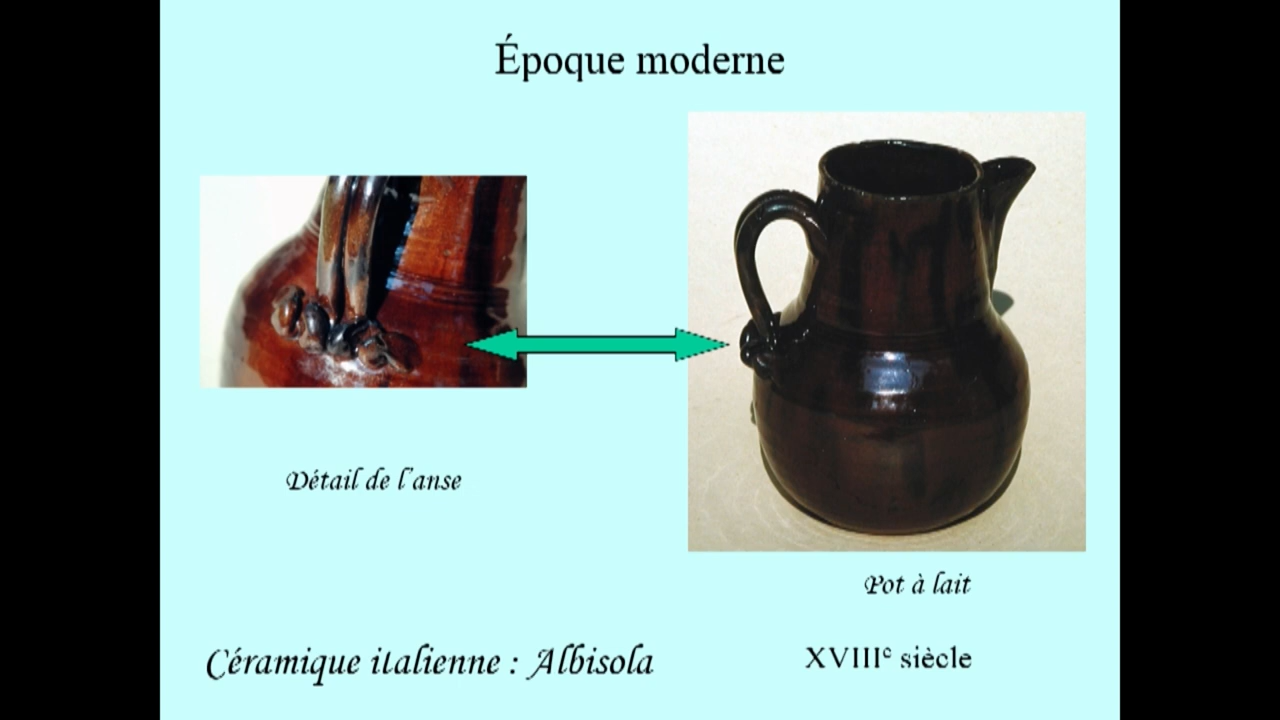 Époque moderne
Détail de l'anse
Pot à lait
Céramique italienne : Albisola
XVIIIᵉ siècle